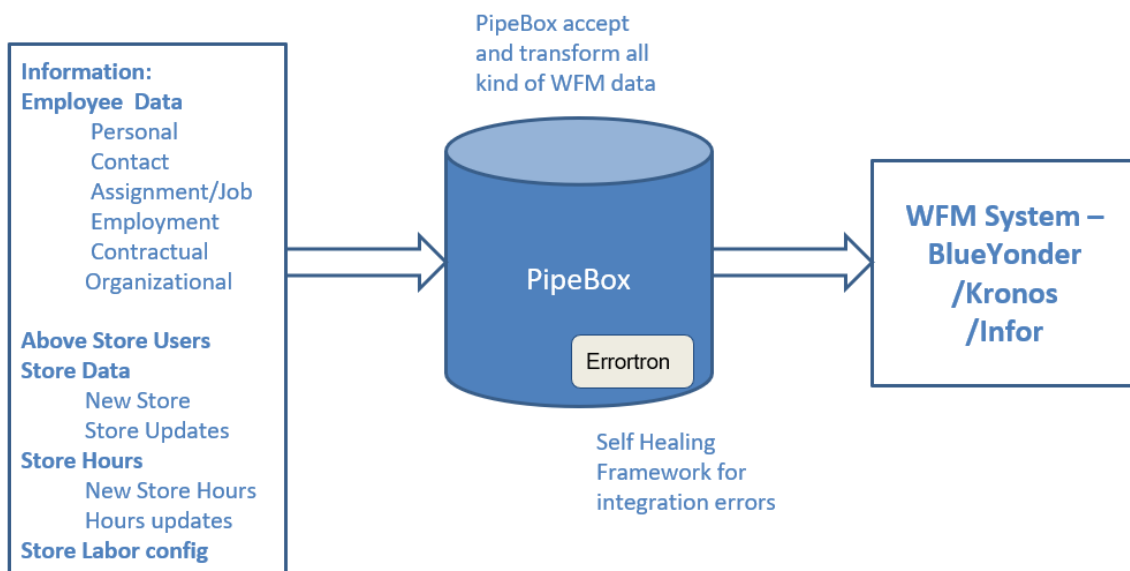 Information:
Employee Data
Personal
Contact
Assignment/Job
Employment
Contractual
Organizational
Above Store Users
Store Data
New Store
Store Updates
Store Hours
New Store Hours
Hours updates
Store Labor config
PipeBox accept
and transform all
kind of WFM data
PipeBox
Errortron
Self Healing
Framework for
integration errors
WFM System –
BlueYonder
/Kronos
/Infor